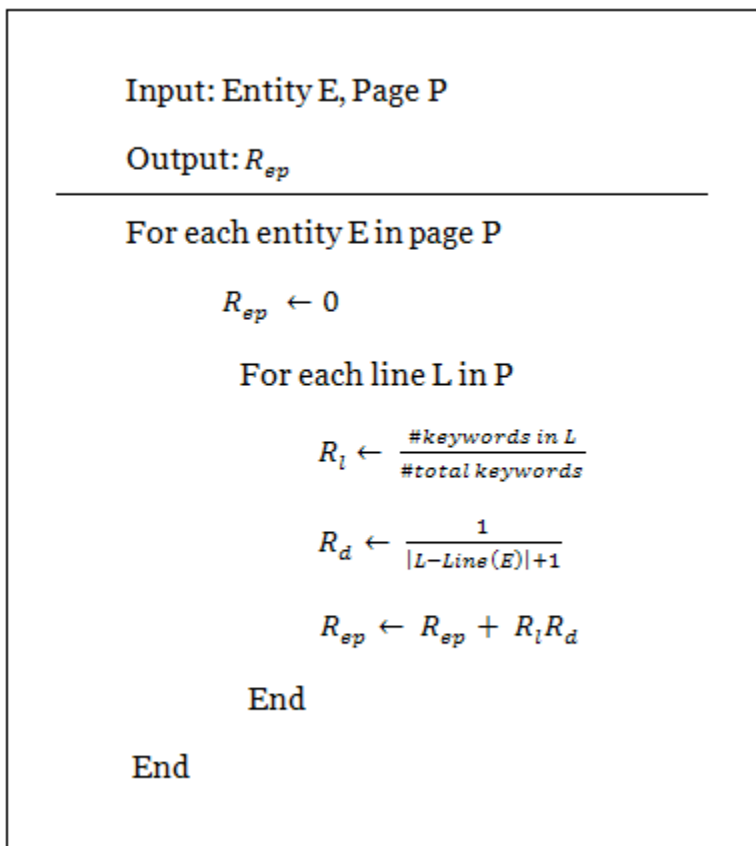 Input: Entity E, Page P
Output: R_ep
For each entity E in page P
R_ep ← 0
For each line L in P
R_l ← #keywords in L / #total keywords
R_d ← 1 / |L−Line(E)|+1
R_ep ← R_ep + R_l R_d
End
End